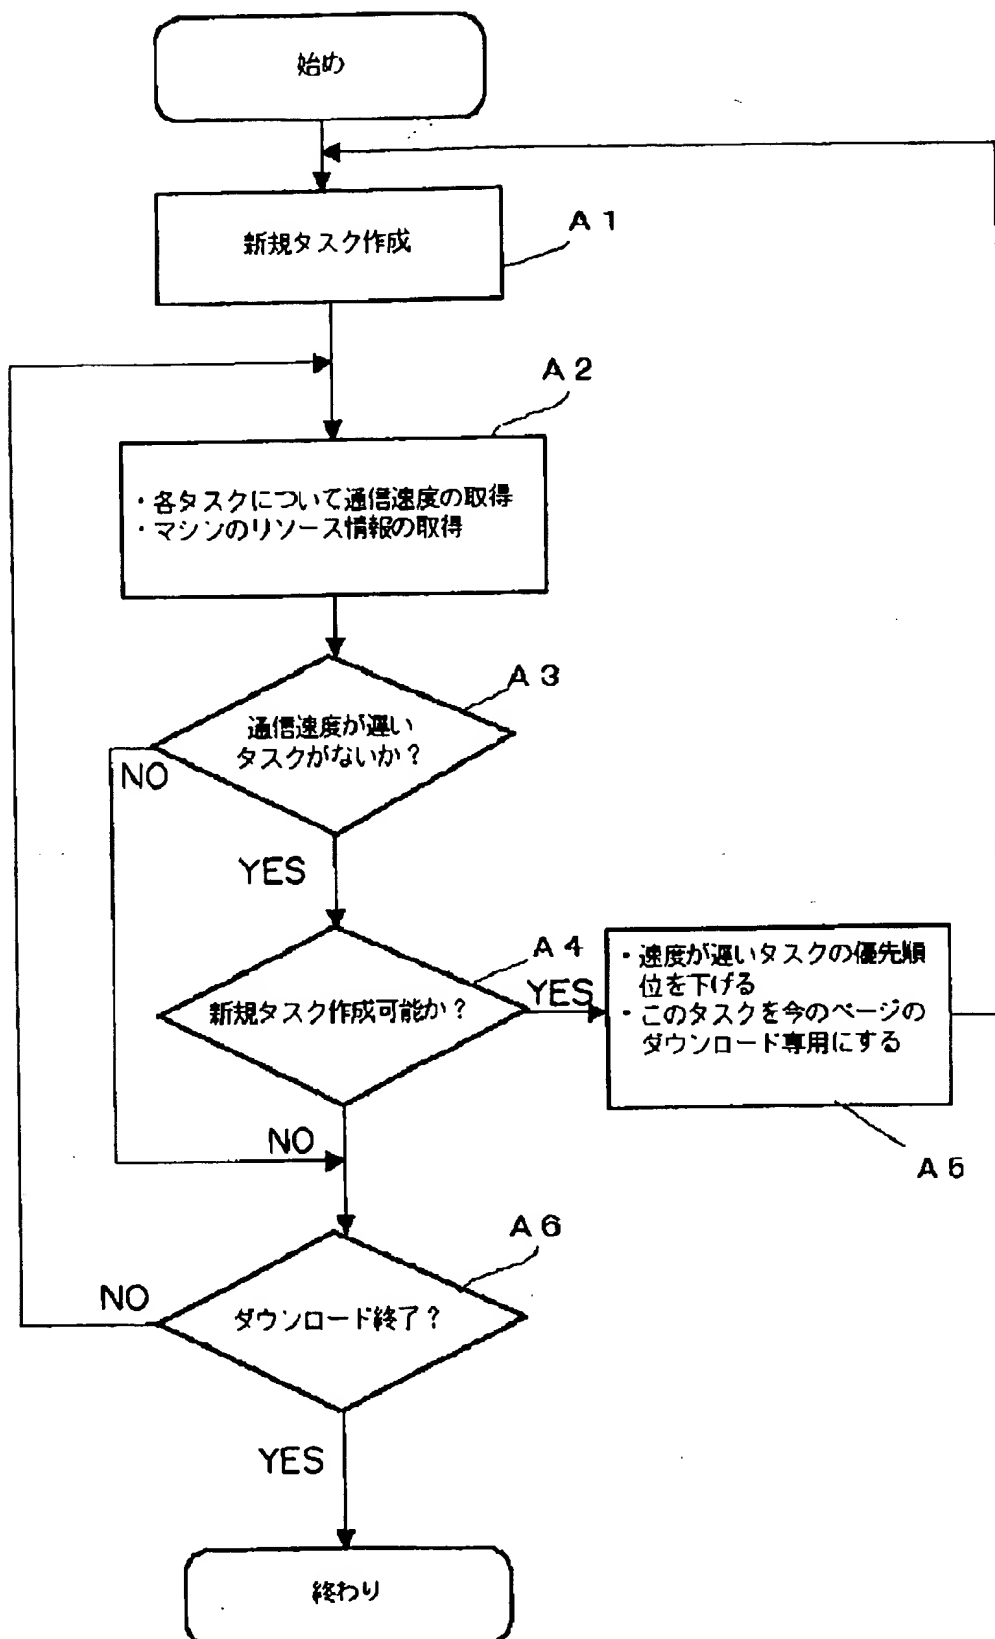 始め
新規タスク作成
A 1
A 2
・各タスクについて通信速度の取得
・マシンのリソース情報の取得
A 3
通信速度が遅い
タスクがないか？
NO
YES
A 4
新規タスク作成可能か？
YES
・速度が遅いタスクの優先順
位を下げる
・このタスクを今のページの
ダウンロード専用にする
A 5
NO
A 6
ダウンロード終了？
NO
YES
終わり